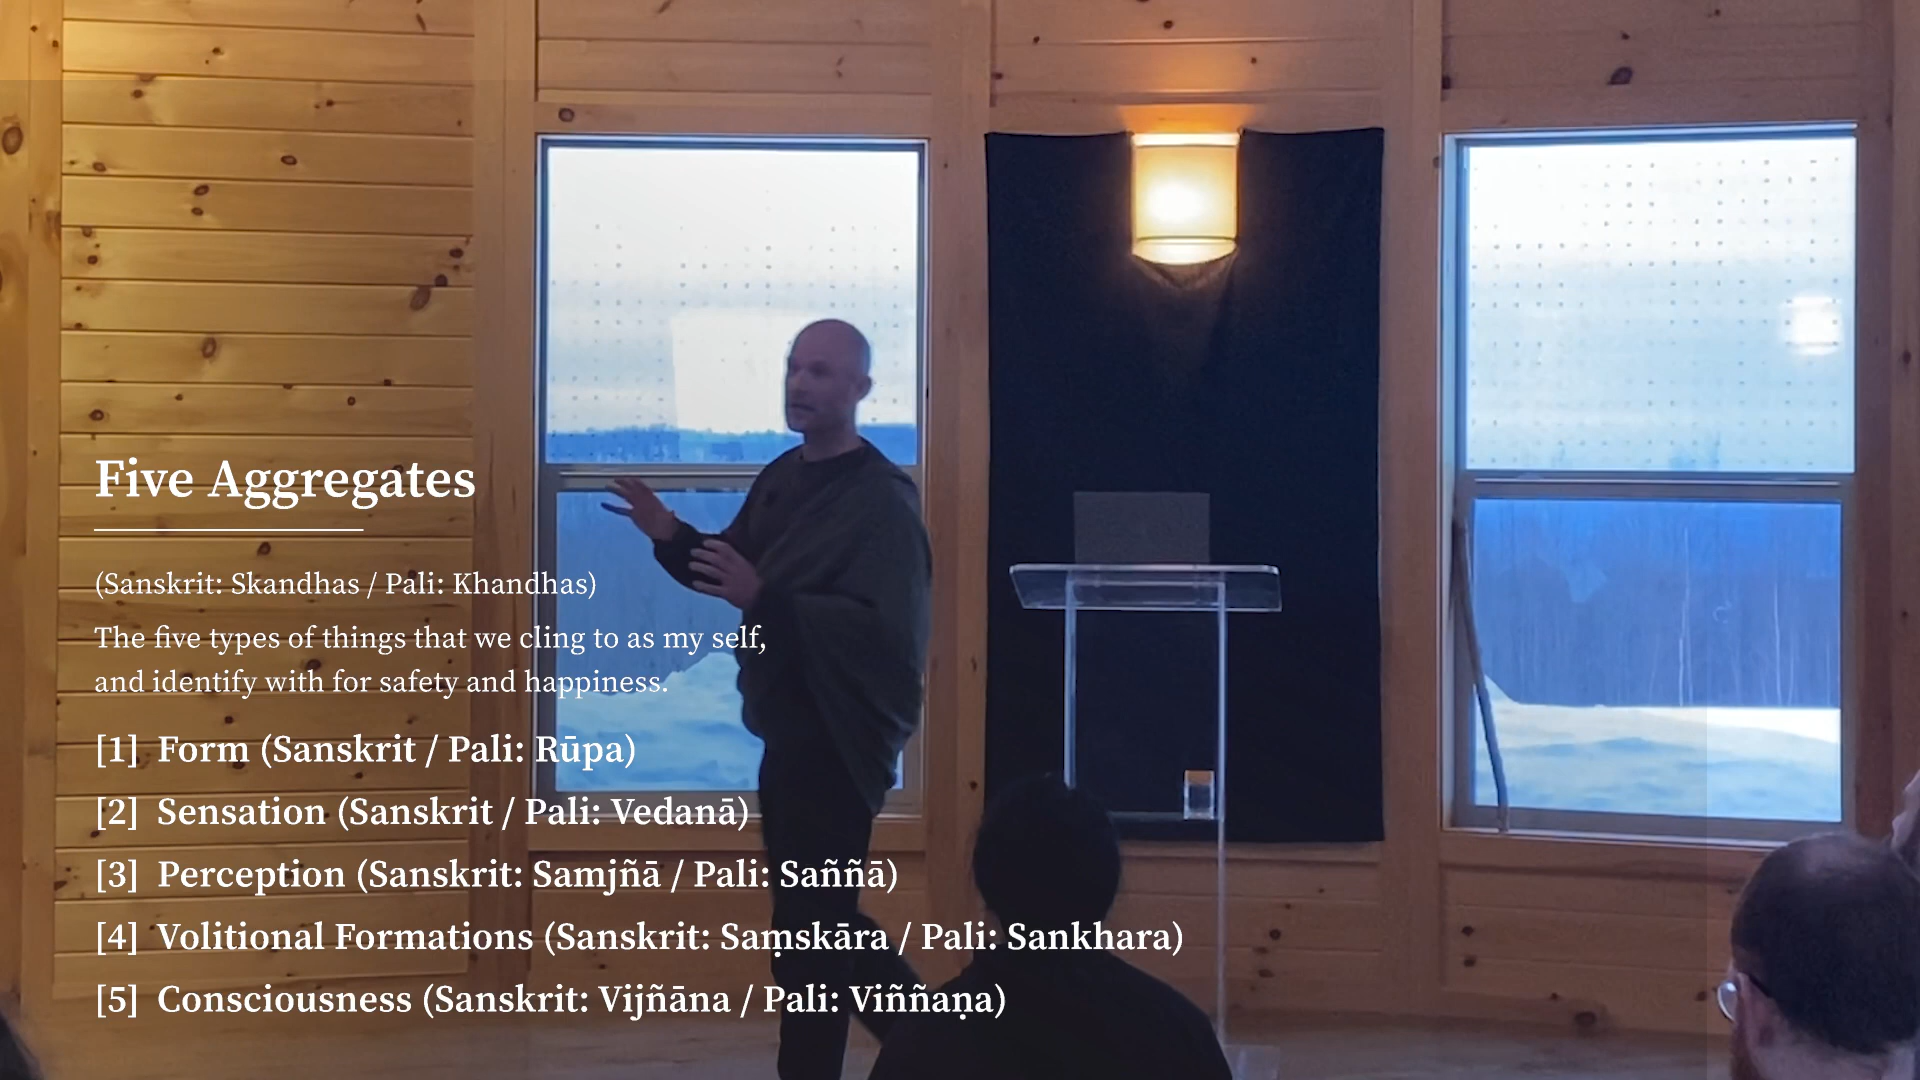 Five Aggregates
(Sanskrit: Skandhas / Pali: Khandhas)
The five types of things that we cling to as my self,
and identify with for safety and happiness.
[1] Form (Sanskrit / Pali: Rūpa)
[2] Sensation (Sanskrit / Pali: Vedanā)
[3] Perception (Sanskrit: Samjñā / Pali: Saññā)
[4] Volitional Formations (Sanskrit: Saṃskāra / Pali: Sankhara)
[5] Consciousness (Sanskrit: Vijñāna / Pali: Viññaṇa)